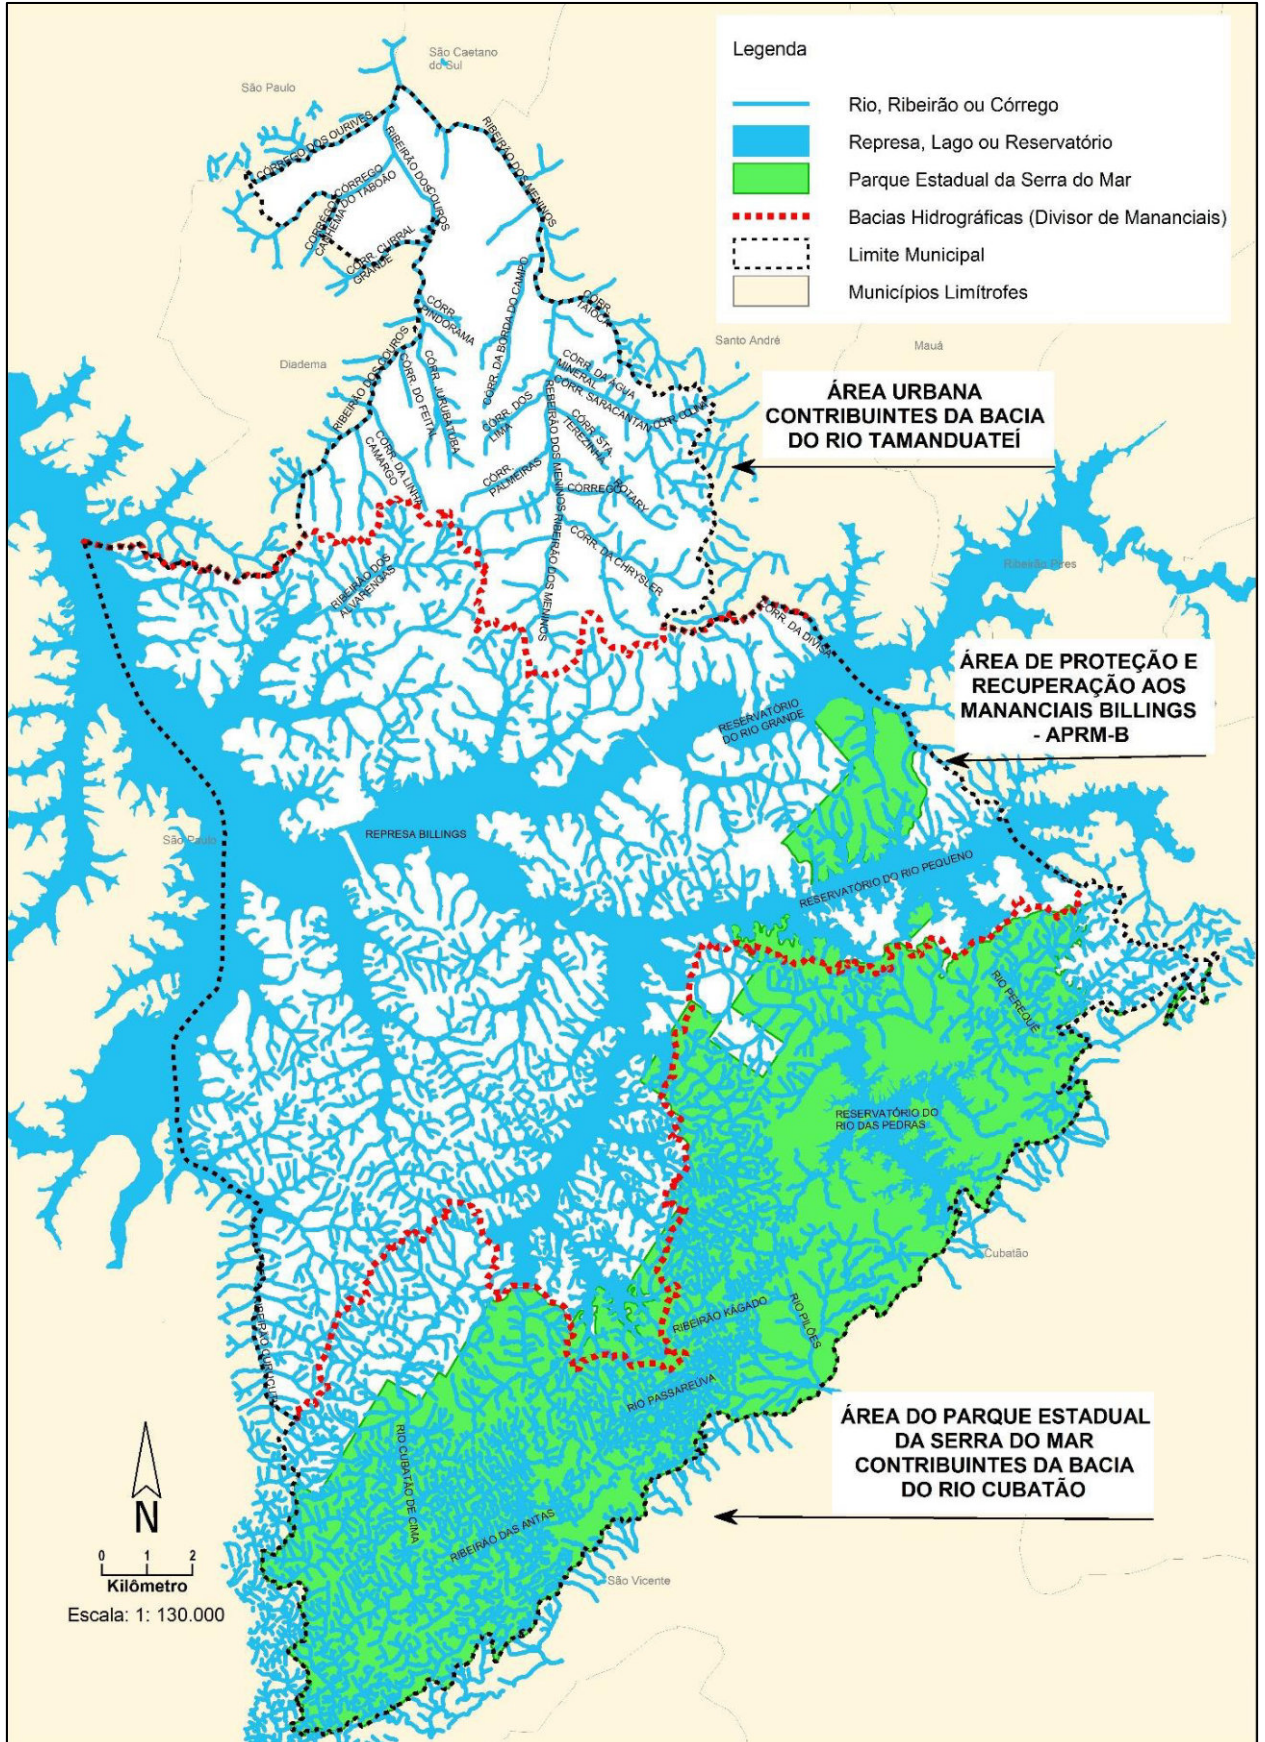 Legenda
Rio, Ribeirão ou Córrego
Represa, Lago ou Reservatório
Parque Estadual da Serra do Mar
Bacias Hidrográficas (Divisor de Mananciais)
Limite Municipal
Municípios Limítrofes
São Caetano
do Sul
São Paulo
CÓRREGO DOS OURIVES
RIBEIRÃO DOS
COUROS
RIBEIRÃO DOS MENINOS
CÓRREGO
DO TABOÃO
CÓRREGO
CANHEMA
CÓRR. CURRAL
GRANDE
CÓRR.
PINDORAMA
CÓRR. DA BORDA DO CAMPO
CÓRR.
TAIOCA
Santo André
Mauá
Diadema
RIBEIRÃO DOS COUROS
CÓRR. DO FEITAL
CÓRR. JURUBATUBA
CÓRR. DOS
LIMA
CÓRR. DA ÁGUA
MINERAL
CÓRR. SARACANTAN
CÓRR. COLINA
CÓRR. STA.
TEREZINHA
ÁREA URBANA
CONTRIBUINTES DA BACIA
DO RIO TAMANDUATEÍ
CÓRR. DA LINHA
CAMARGO
CÓRR.
PALMEIRAS
REBEIRÃO DOS MENINOS
RIBEIRÃO DOS MENINOS
CÓRREGO
ROTARY
CÓRR. DA CHRYSLER
RIBEIRÃO DOS
ALVARENGAS
CÓRR. DA DIVISA
Ribeirão Pires
ÁREA DE PROTEÇÃO E
RECUPERAÇÃO AOS
MANANCIAIS BILLINGS
- APRM-B
RESERVATÓRIO
DO RIO GRANDE
São Paulo
REPRESA BILLINGS
RESERVATÓRIO DO RIO PEQUENO
RIO PEREQUÊ
RESERVATÓRIO DO
RIO DAS PEDRAS
Cubatão
RIBEIRÃO CURUCUTU
RIBEIRÃO KÁGADO
RIO PILÕES
RIO PASSAREUVA
RIO CUBATÃO DE CIMA
RIBEIRÃO DAS ANTAS
ÁREA DO PARQUE ESTADUAL
DA SERRA DO MAR
CONTRIBUINTES DA BACIA
DO RIO CUBATÃO
São Vicente
N
0 1 2
Kilômetro
Escala: 1: 130.000